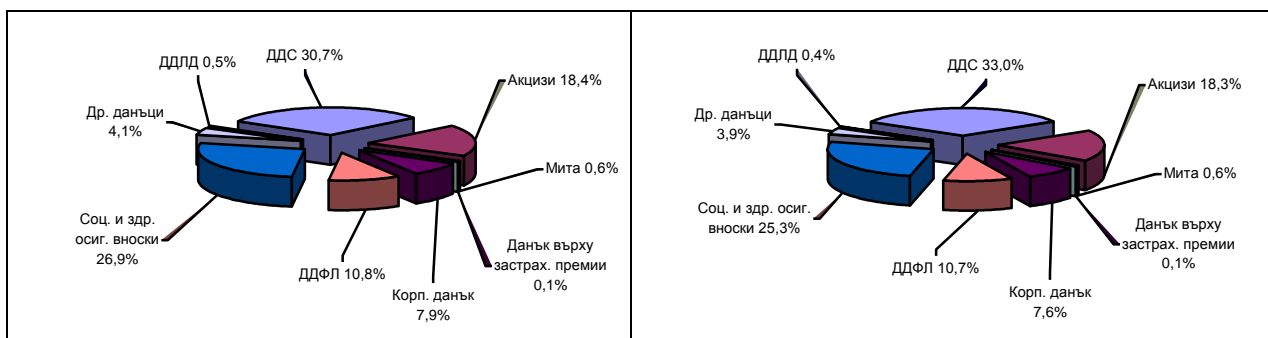 ДДЛД 0,5%
ДДС 30,7%
Акцизи 18,4%
Др. данъци
4,1%
Мита 0,6%
Соц. и здр.
осиг. вноски
26,9%
Данък върху
застрах. премии
0,1%
ДДФЛ 10,8%
Корп. данък
7,9%
ДДЛД 0,4%
ДДС 33,0%
Акцизи 18,3%
Др. данъци
3,9%
Мита 0,6%
Соц. и здр. осиг.
вноски 25,3%
Данък върху
застрах. премии
0,1%
ДДФЛ 10,7%
Корп. данък
7,6%